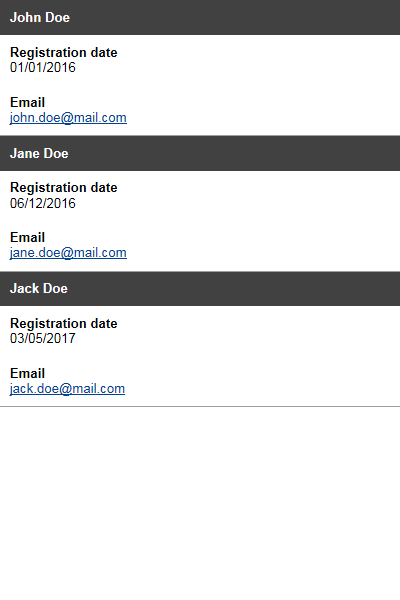 John Doe
Registration date
01/01/2016
Email
john.doe@mail.com
Jane Doe
Registration date
06/12/2016
Email
jane.doe@mail.com
Jack Doe
Registration date
03/05/2017
Email
jack.doe@mail.com